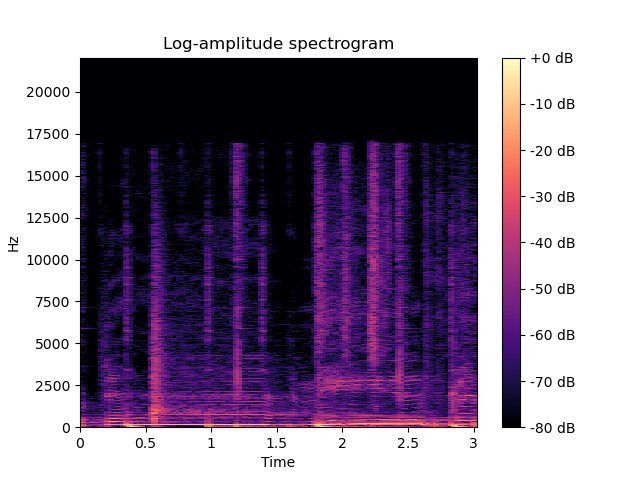 Log-amplitude spectrogram
Hz
20000
17500
15000
12500
10000
7500
5000
2500
0
0
0.5
1
1.5
2
2.5
3
Time
+0 dB
-10 dB
-20 dB
-30 dB
-40 dB
-50 dB
-60 dB
-70 dB
-80 dB